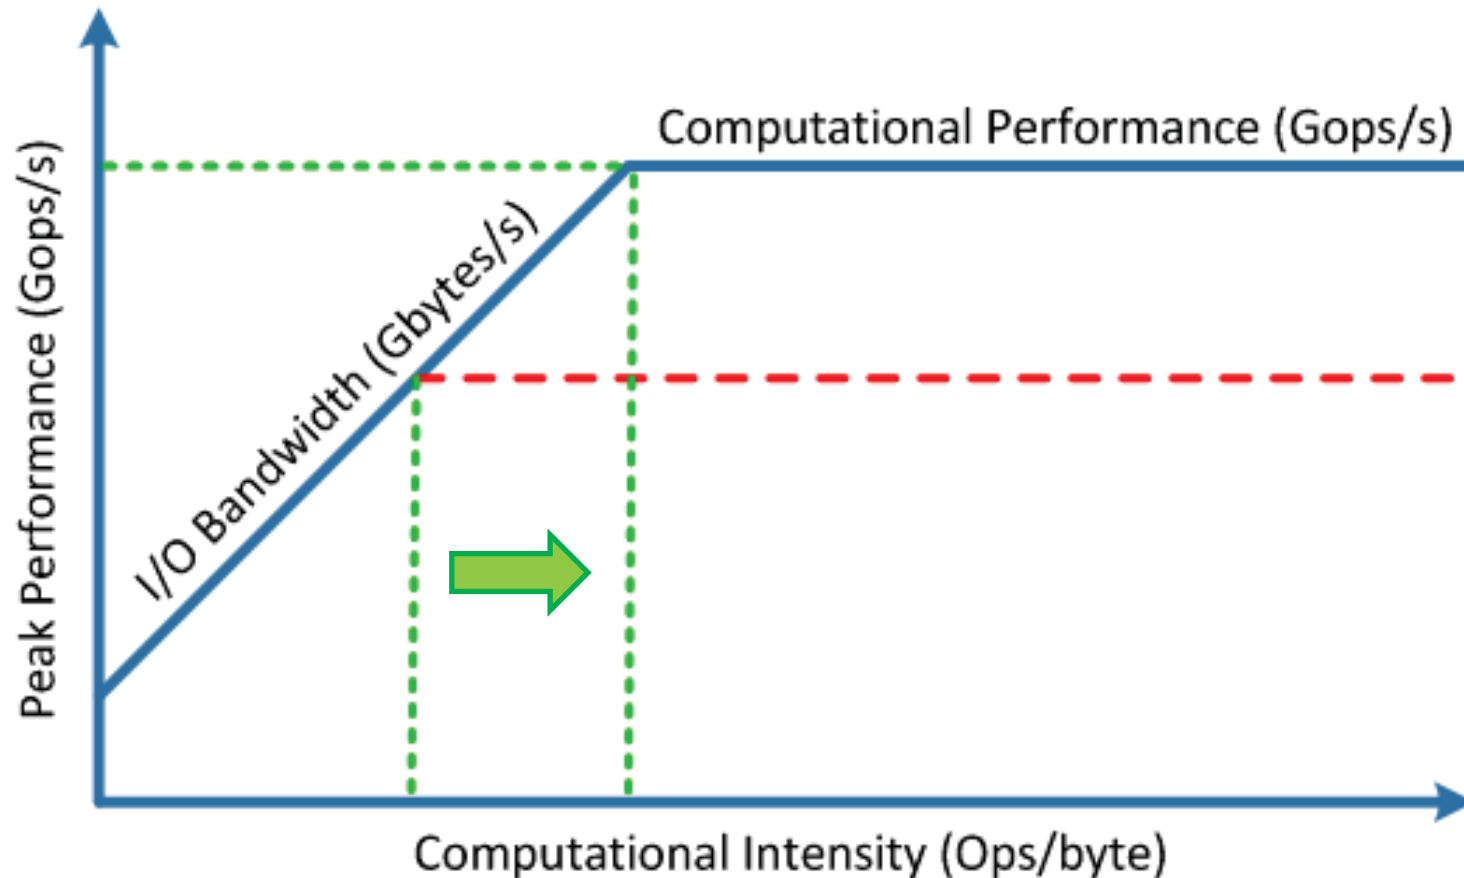 Computational Performance (Gops/s)
Peak Performance (Gops/s)
I/O Bandwidth (Gbytes/s)
Computational Intensity (Ops/byte)